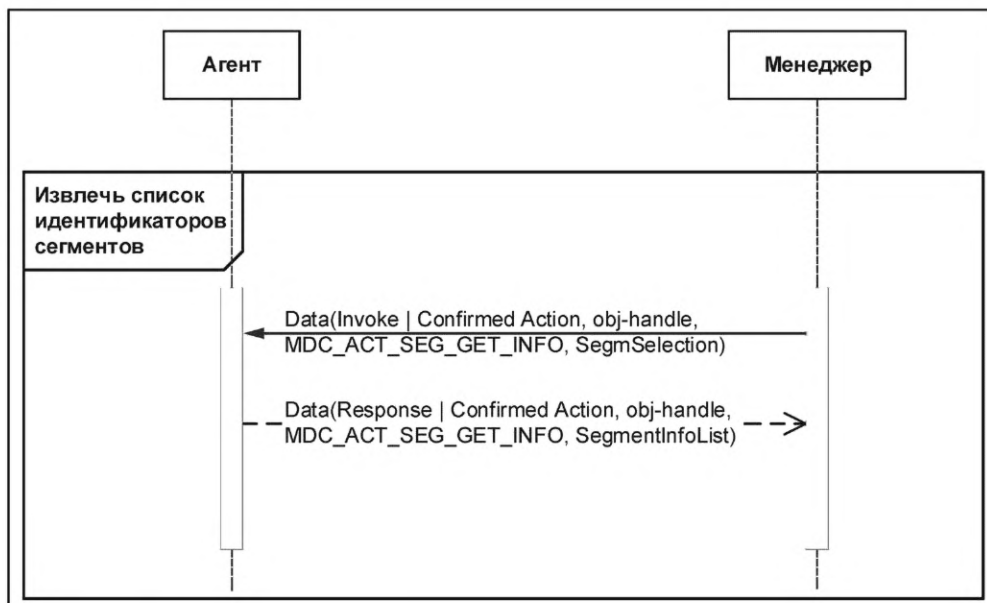 Агент
Менеджер
Извлечь список
идентификаторов
сегментов
Data(Invoke | Confirmed Action, obj-handle,
MDC_ACT_SEG_GET_INFO, SegmSelection)
Data(Response | Confirmed Action, obj-handle,
MDC_ACT_SEG_GET_INFO, SegmentInfoList)